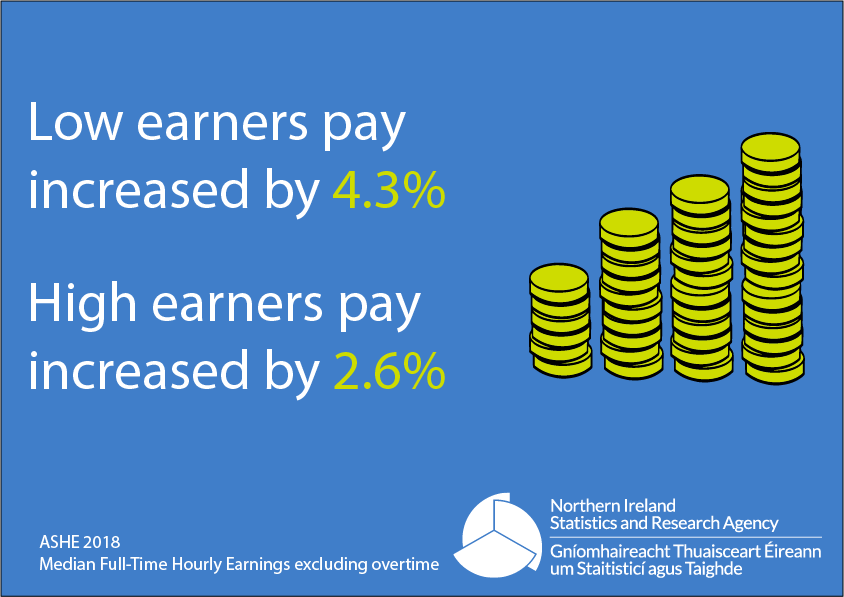 Low earners pay
increased by 4.3%
High earners pay
increased by 2.6%
ASHE 2018
Median Full-Time Hourly Earnings excluding overtime
Northern Ireland
Statistics and Research Agency
Gníomhaireacht Thuaisceart Éireann
um Staitisticí agus Taighde